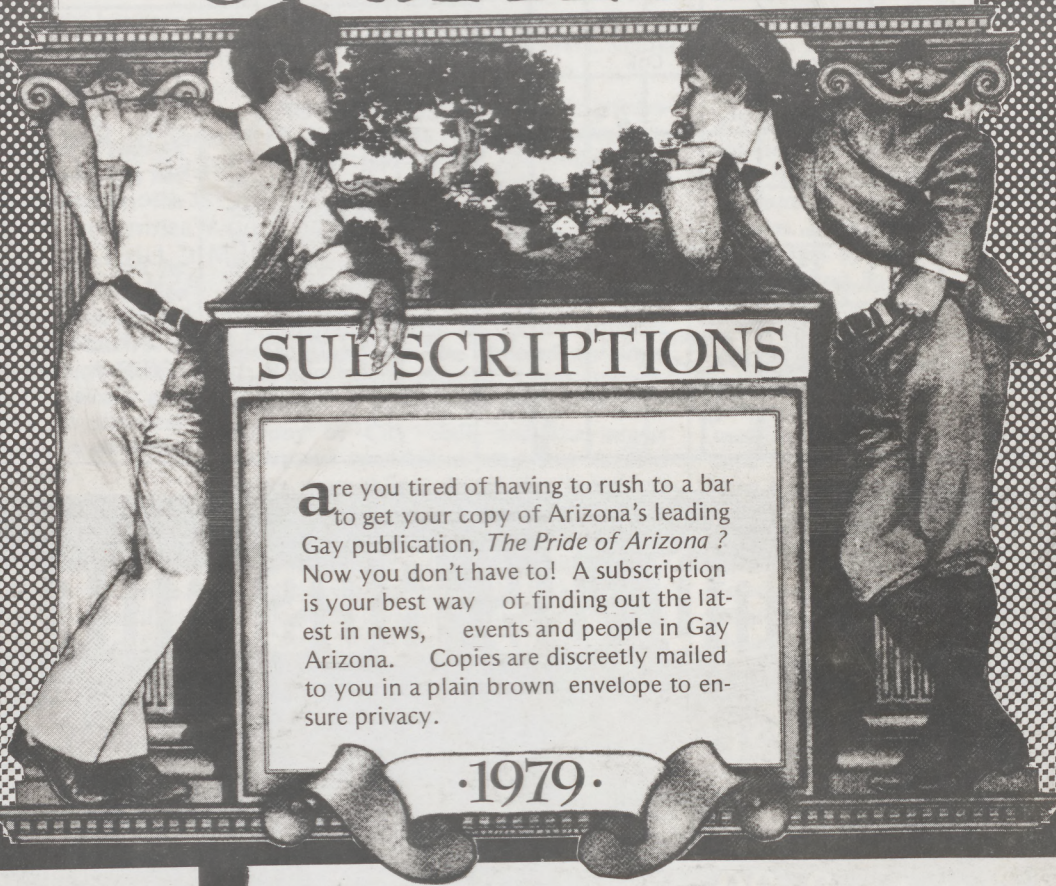 SUBSCRIPTIONS
are you tired of having to rush to a bar
to get your copy of Arizona's leading
Gay publication, The Pride of Arizona ?
Now you don't have to! A subscription
is your best way of finding out the lat-
est in news, events and people in Gay
Arizona. Copies are discreetly mailed
to you in a plain brown envelope to en-
sure privacy.
·1979·